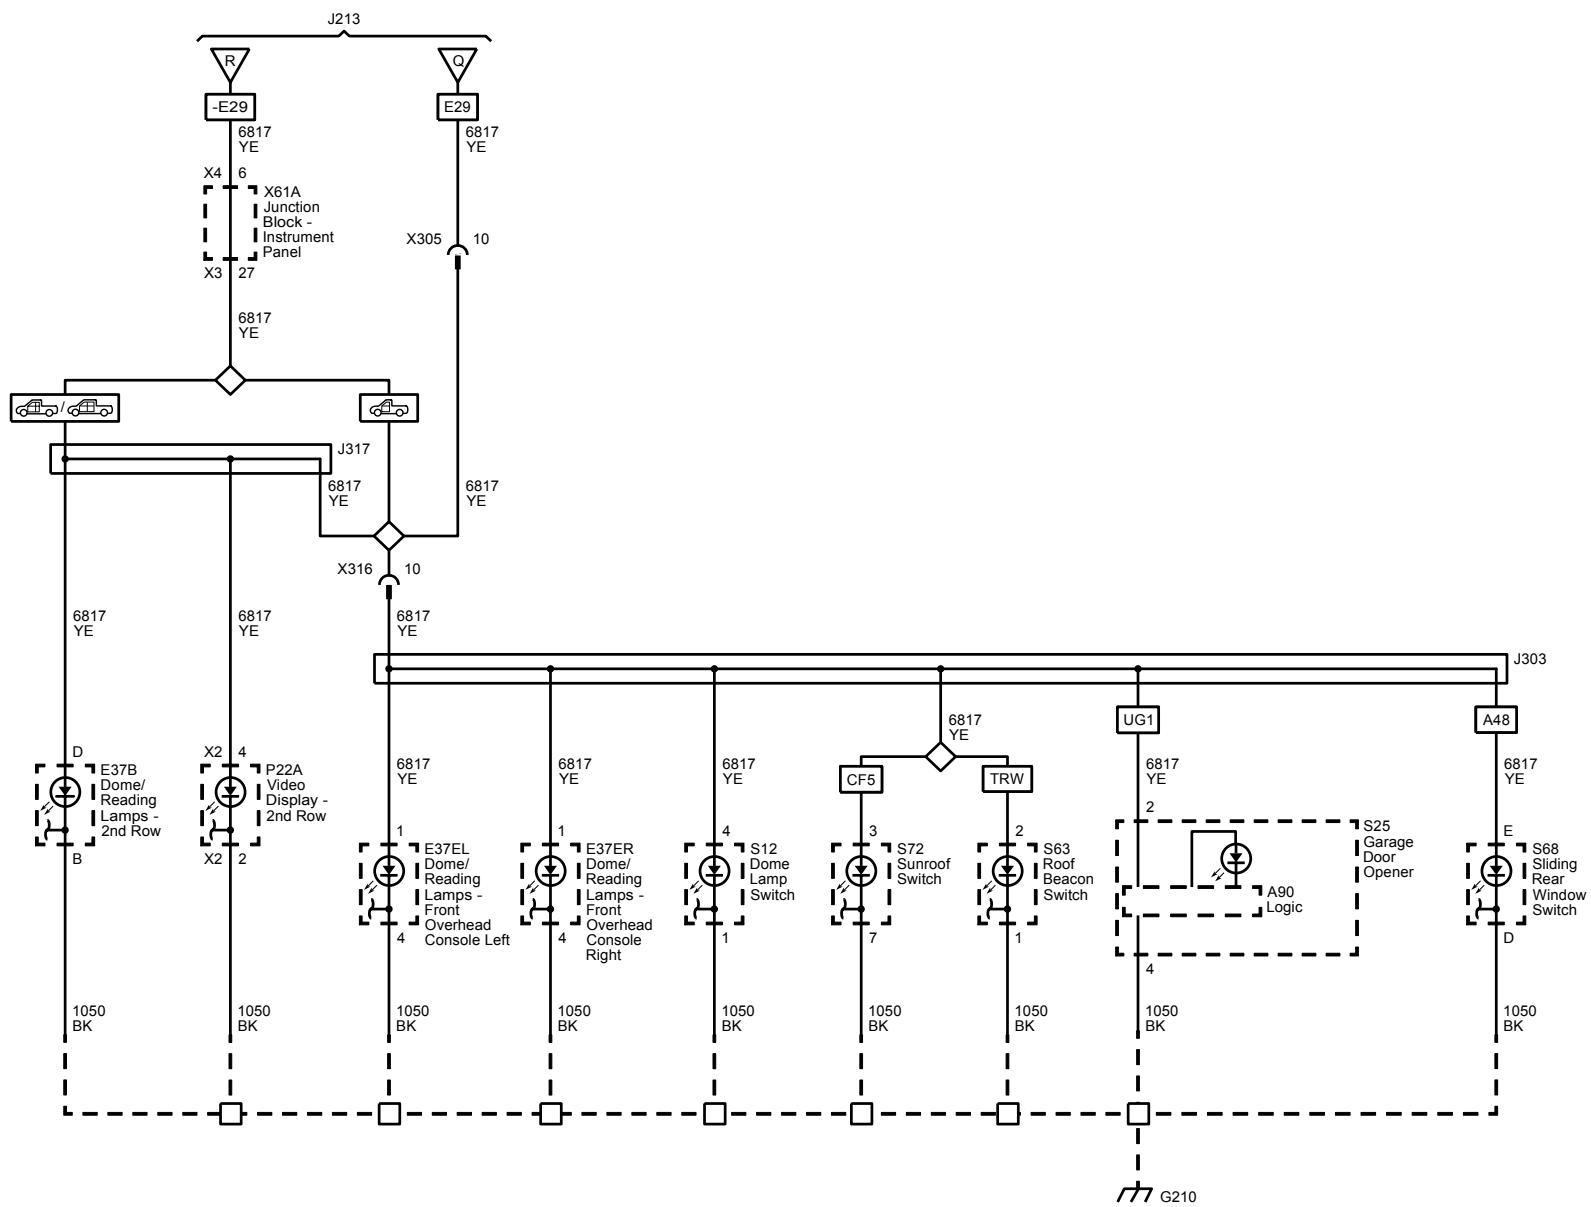 J213
R
Q
-E29
E29
6817
YE
6817
YE
X4
6
X61A
Junction
Block -
Instrument
Panel
X305
10
X3
27
6817
YE
/
J317
6817
YE
6817
YE
X316
10
6817
YE
6817
YE
6817
YE
J303
6817
YE
UG1
A48
D
X2
4
6817
YE
6817
YE
6817
YE
CF5
TRW
6817
YE
6817
YE
E37B
Dome/
Reading
Lamps -
2nd Row
P22A
Video
Display -
2nd Row
B
X2
2
1
1
4
3
2
2
E
E37EL
Dome/
Reading
Lamps -
Front
Overhead
Console Left
E37ER
Dome/
Reading
Lamps -
Front
Overhead
Console
Right
S12
Dome
Lamp
Switch
S72
Sunroof
Switch
S63
Roof
Beacon
Switch
S25
Garage
Door
Opener
A90
Logic
S68
Sliding
Rear
Window
Switch
4
4
1
7
1
4
D
1050
BK
1050
BK
1050
BK
1050
BK
1050
BK
1050
BK
1050
BK
1050
BK
1050
BK
G210